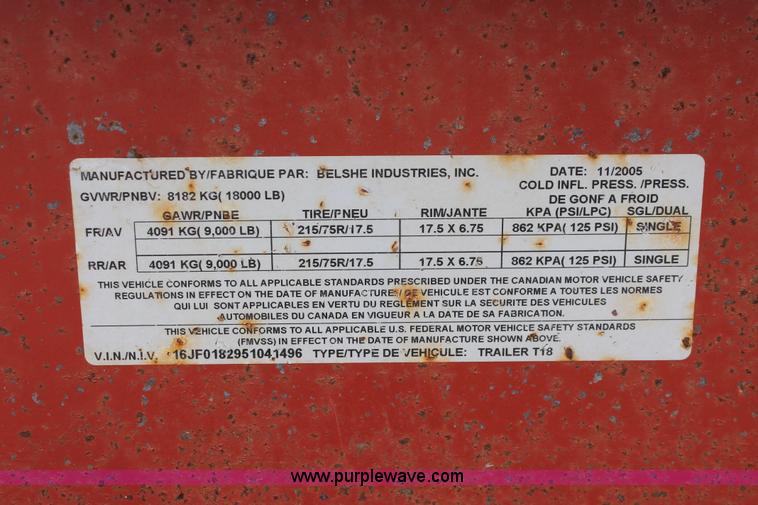 MANUFACTURED BY/FABRIQUE PAR: BELSHE INDUSTRIES, INC. DATE: 11/2005
GVWR/PNBV: 8182 KG( 18000 LB) COLD INFL. PRESS. /PRESS.
DE GONF A FROID
GAWR/PNBE TIRE/PNEU RIM/JANTE KPA (PSI/LPC) SGL/DUAL
FR/AV 4091 KG( 9,000 LB) 215/75R/17.5 17.5 X 6.75 862 KPA( 125 PSI) SINGLE
RR/AR 4091 KG( 9,000 LB) 215/75R/17.5 17.5 X 6.75 862 KPA( 125 PSI) SINGLE
THIS VEHICLE CONFORMS TO ALL APPLICABLE STANDARDS PRESCRIBED UNDER THE CANADIAN MOTOR VEHICLE SAFETY
REGULATIONS IN EFFECT ON THE DATE OF MANUFACTURE/ CE VEHICULE EST CONFORME A TOUTES LES NORMES
QUI LUI SONT APPLICABLES EN VERTU DU REGLEMENT SUR LA SECURITE DES VEHICULES
AUTOMOBILES DU CANADA EN VIGUEUR A LA DATE DE SA FABRICATION.
THIS VEHICLE CONFORMS TO ALL APPLICABLE U.S. FEDERAL MOTOR VEHICLE SAFETY STANDARDS
(FMVSS) IN EFFECT ON THE DATE OF MANUFACTURE SHOWN ABOVE.
V.I.N./N.I.V. 16JF0182951041496 TYPE/TYPE DE VEHICULE: TRAILER T18
www.purplewave.com